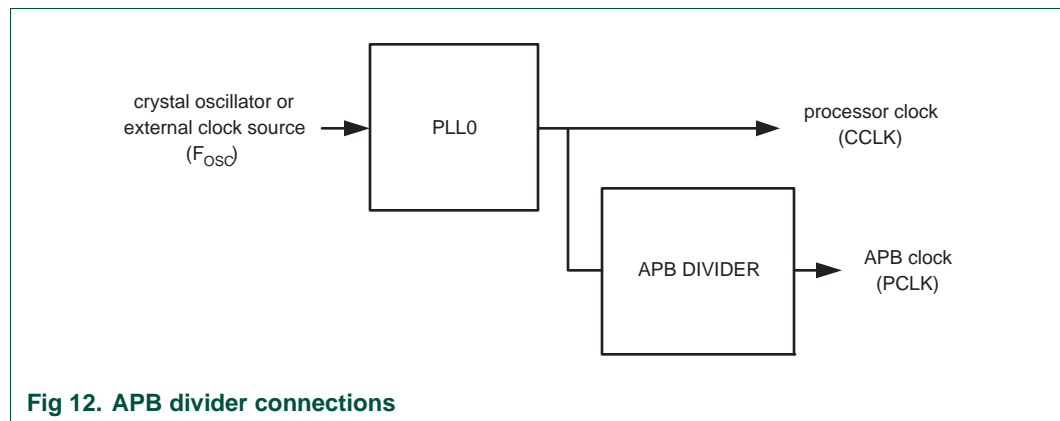 crystal oscillator or
external clock source
(FOSC)
PLL0
processor clock
(CCLK)
APB DIVIDER
APB clock
(PCLK)
Fig 12. APB divider connections